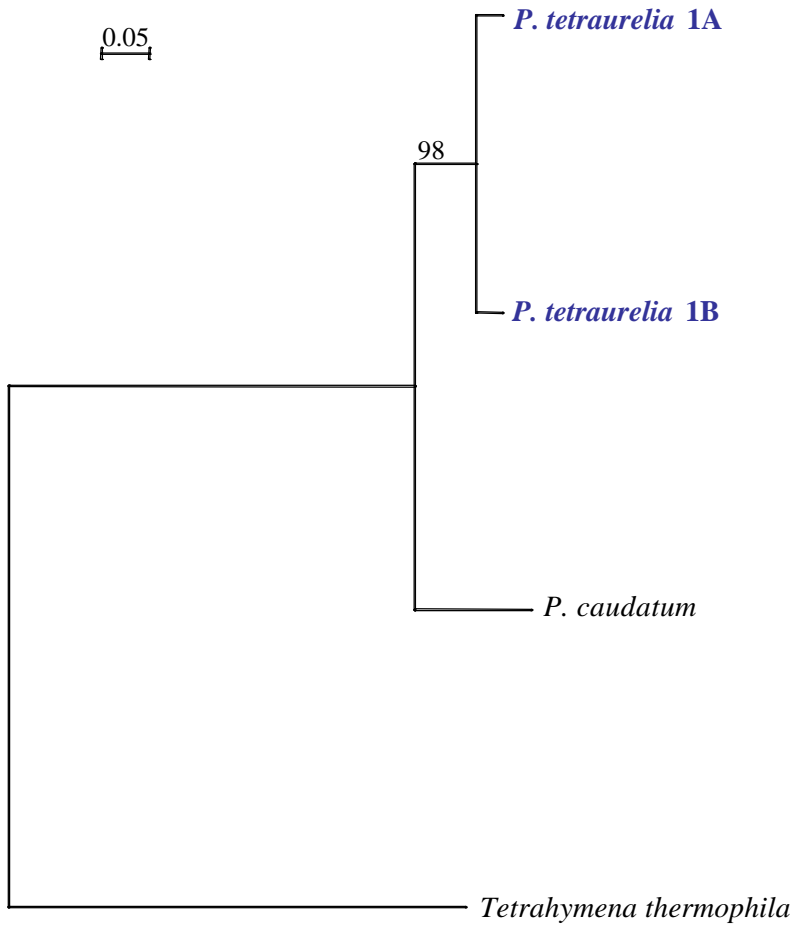 P. tetraurelia 1A
0.05
98
P. tetraurelia 1B
P. caudatum
Tetrahymena thermophila